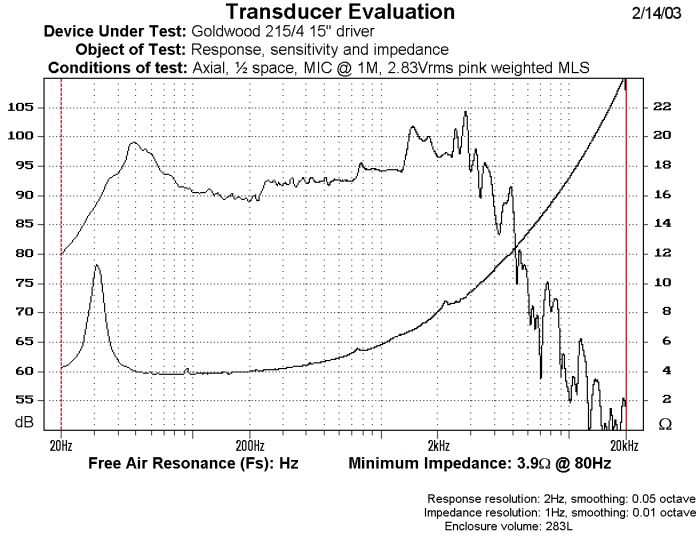 Transducer Evaluation
2/14/03
Device Under Test: Goldwood 215/4 15" driver
Object of Test: Response, sensitivity and impedance
Conditions of test: Axial, ½ space, MIC @ 1M, 2.83Vrms pink weighted MLS
105 22
100 20
95 18
90 16
85 14
80 12
75 10
70 8
65 6
60 4
55 2
dB Ω
20Hz 200Hz 2kHz 20kHz
Free Air Resonance (Fs): Hz Minimum Impedance: 3.9Ω @ 80Hz
Response resolution: 2Hz, smoothing: 0.05 octave
Impedance resolution: 1Hz, smoothing: 0.01 octave
Enclosure volume: 283L